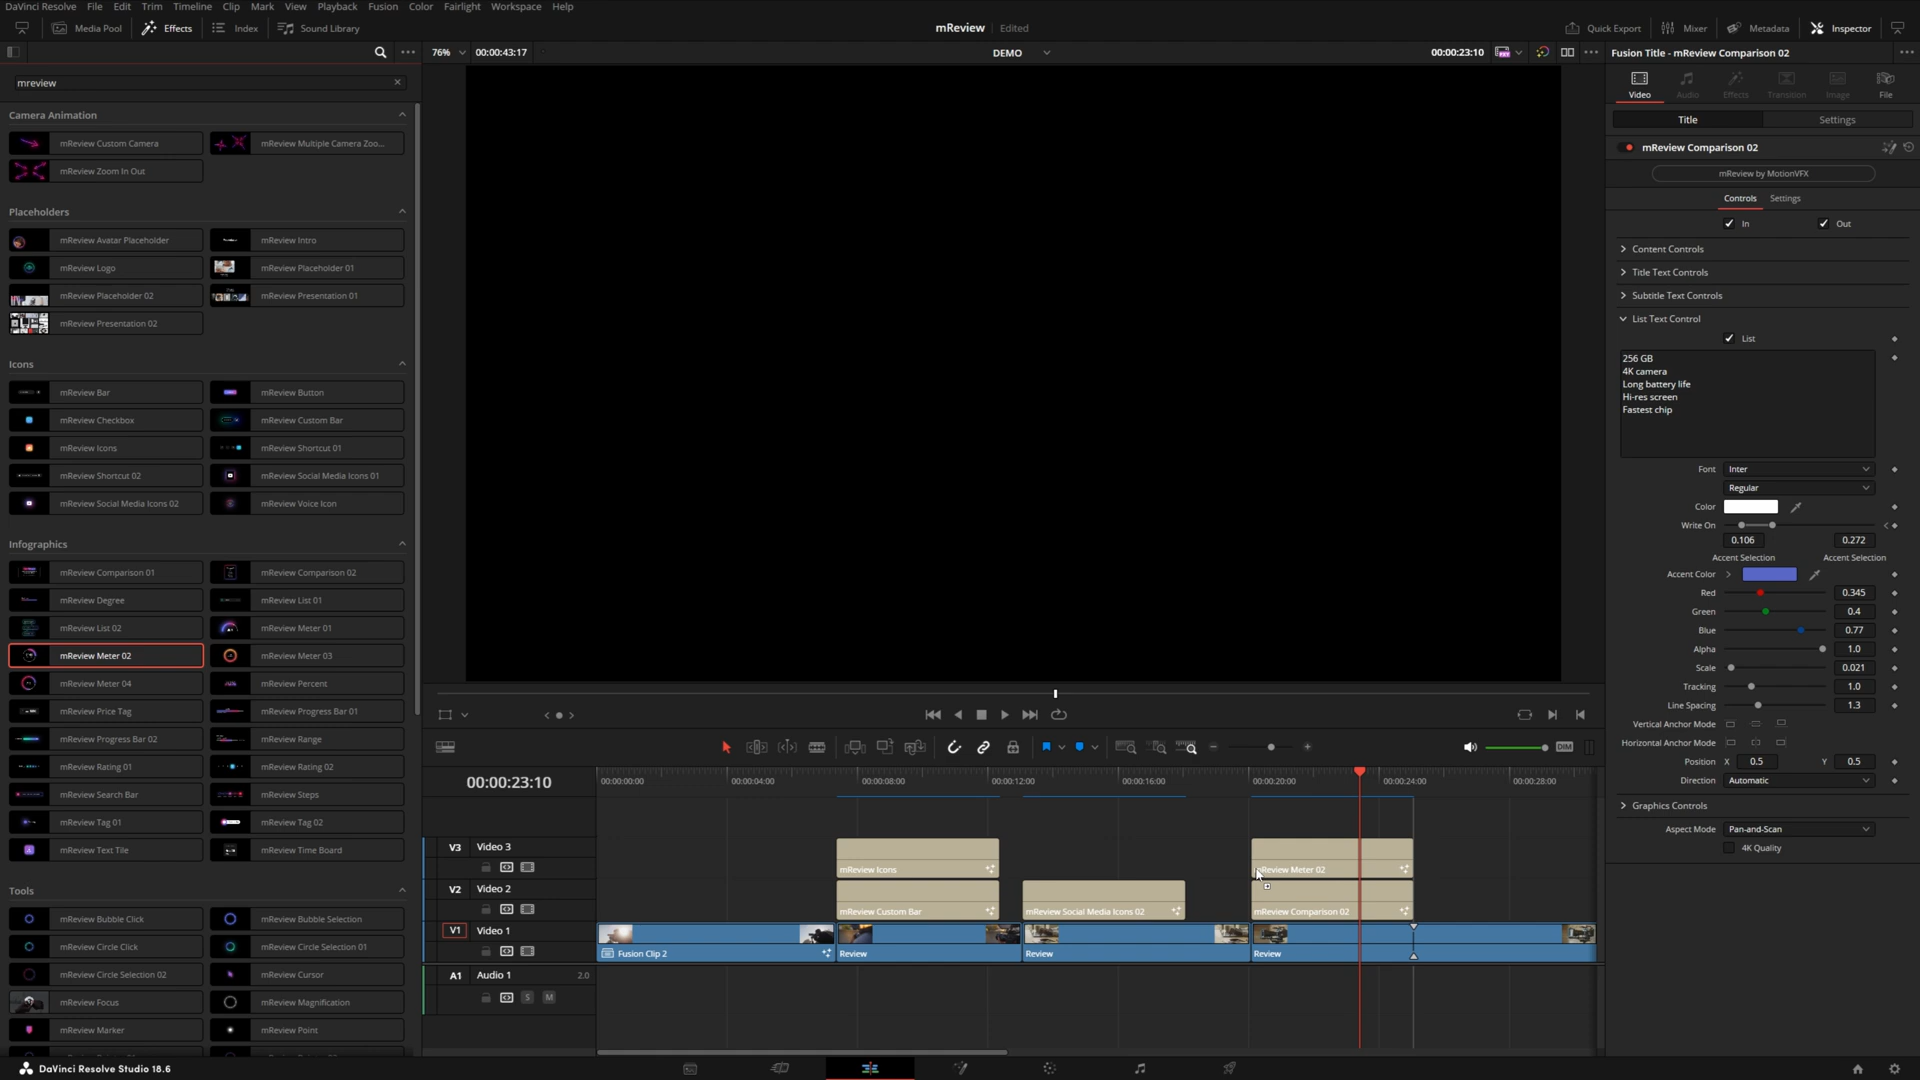 DaVinci Resolve File Edit Trim Timeline Clip Mark View Playback Fusion Color Fairlight Workspace Help
Media Pool Effects Index Sound Library
mReview Edited
Quick Export Mixer Metadata Inspector
76% 00:00:43:17
DEMO
00:00:23:10
Fusion Title - mReview Comparison 02
mreview
Camera Animation
mReview Custom Camera
mReview Multiple Camera Zoo...
mReview Zoom In Out
Placeholders
mReview Avatar Placeholder
mReview Intro
mReview Logo
mReview Placeholder 01
mReview Placeholder 02
mReview Presentation 01
mReview Presentation 02
Icons
mReview Bar
mReview Button
mReview Checkbox
mReview Custom Bar
mReview Icons
mReview Shortcut 01
mReview Shortcut 02
mReview Social Media Icons 01
mReview Social Media Icons 02
mReview Voice Icon
Infographics
mReview Comparison 01
mReview Comparison 02
mReview Degree
mReview List 01
mReview List 02
mReview Meter 01
mReview Meter 02
mReview Meter 03
mReview Meter 04
mReview Percent
mReview Price Tag
mReview Progress Bar 01
mReview Progress Bar 02
mReview Range
mReview Rating 01
mReview Rating 02
mReview Search Bar
mReview Steps
mReview Tag 01
mReview Tag 02
mReview Text Tile
mReview Time Board
Tools
mReview Bubble Click
mReview Bubble Selection
mReview Circle Click
mReview Circle Selection 01
mReview Circle Selection 02
mReview Cursor
mReview Focus
mReview Magnification
mReview Marker
mReview Point
DaVinci Resolve Studio 18.6
DIM
00:00:23:10
00:00:00:00
00:00:04:00
00:00:08:00
00:00:12:00
00:00:16:00
00:00:20:00
00:00:24:00
00:00:28:00
V3 Video 3
mReview Icons
mReview Meter 02
V2 Video 2
mReview Custom Bar
mReview Social Media Icons 02
mReview Comparison 02
V1 Video 1
Fusion Clip 2
Review
Review
Review
A1 Audio 1 2.0
S M
Video Audio Effects Transition Image File
Title Settings
mReview Comparison 02
mReview by MotionVFX
Controls Settings
In Out
Content Controls
Title Text Controls
Subtitle Text Controls
List Text Control
List
256 GB
4K camera
Long battery life
Hi-res screen
Fastest chip
Font Inter
Regular
Color
Write On
0.106 0.272
Accent Selection Accent Selection
Accent Color
Red 0.345
Green 0.4
Blue 0.77
Alpha 1.0
Scale 0.021
Tracking 1.0
Line Spacing 1.3
Vertical Anchor Mode
Horizontal Anchor Mode
Position X 0.5 Y 0.5
Direction Automatic
Graphics Controls
Aspect Mode Pan-and-Scan
4K Quality